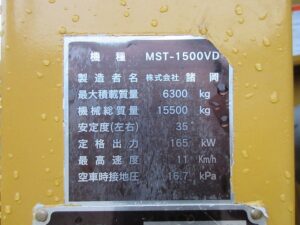 機種 MST-1500VD
製造者名 株式会社 諸岡
最大積載質量 6300 kg
機械総質量 15500 kg
安定度(左右) 35°
定格出力 165 kW
最高速度 11 Km/h
空車時接地圧 16.7 kPa